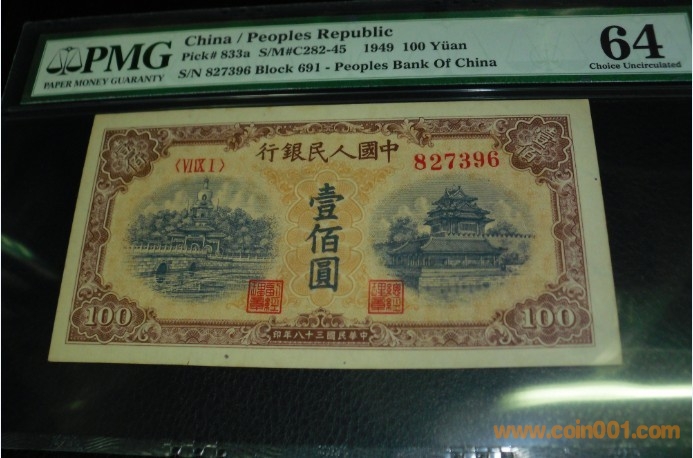 PMG
PAPER MONEY GUARANTY
China / Peoples Republic
Pick# 833a S/M#C282-45 1949 100 Yüan
S/N 827396 Block 691 - Peoples Bank Of China
64
Choice Uncirculated
行銀民人國中
〈VI IX I〉
827396
壹佰圓
100
印年八十三國民華中
100
www.coin001.com